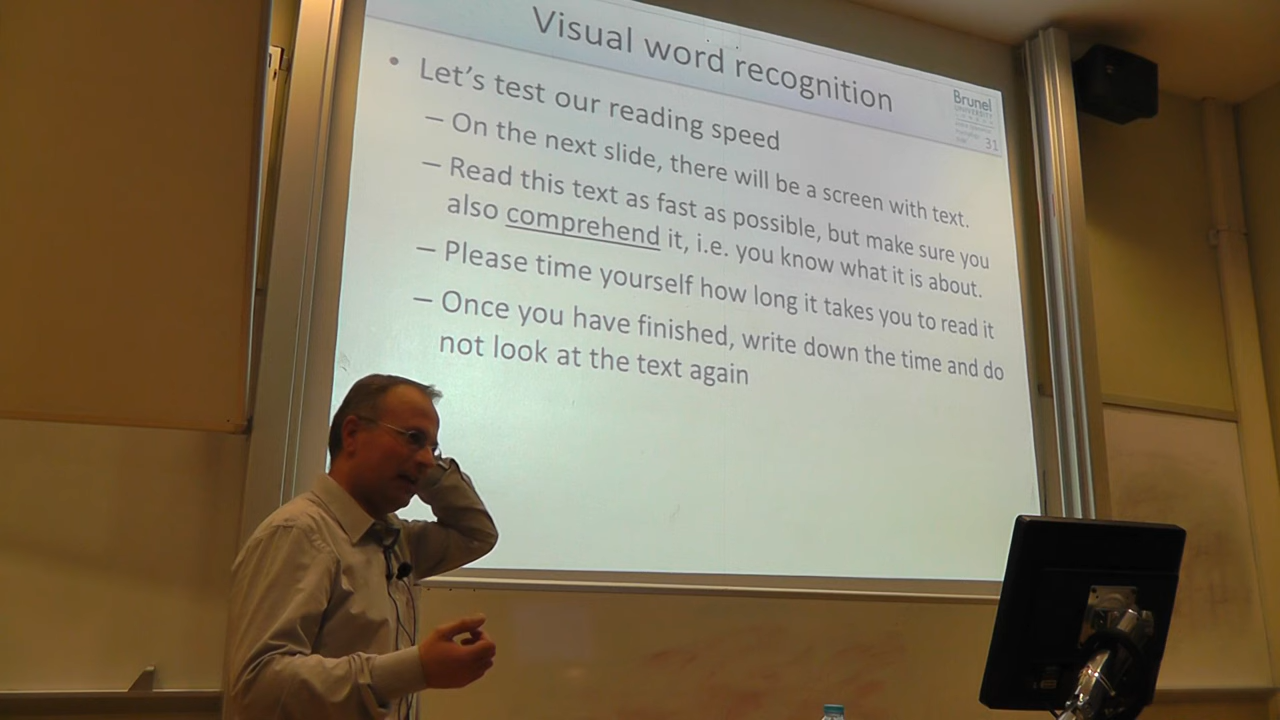 Visual word recognition
• Let's test our reading speed
– On the next slide, there will be a screen with text.
– Read this text as fast as possible, but make sure you
also comprehend it, i.e. you know what it is about.
– Please time yourself how long it takes you to read it
– Once you have finished, write down the time and do
not look at the text again
Brunel
UNIVERSITY
31